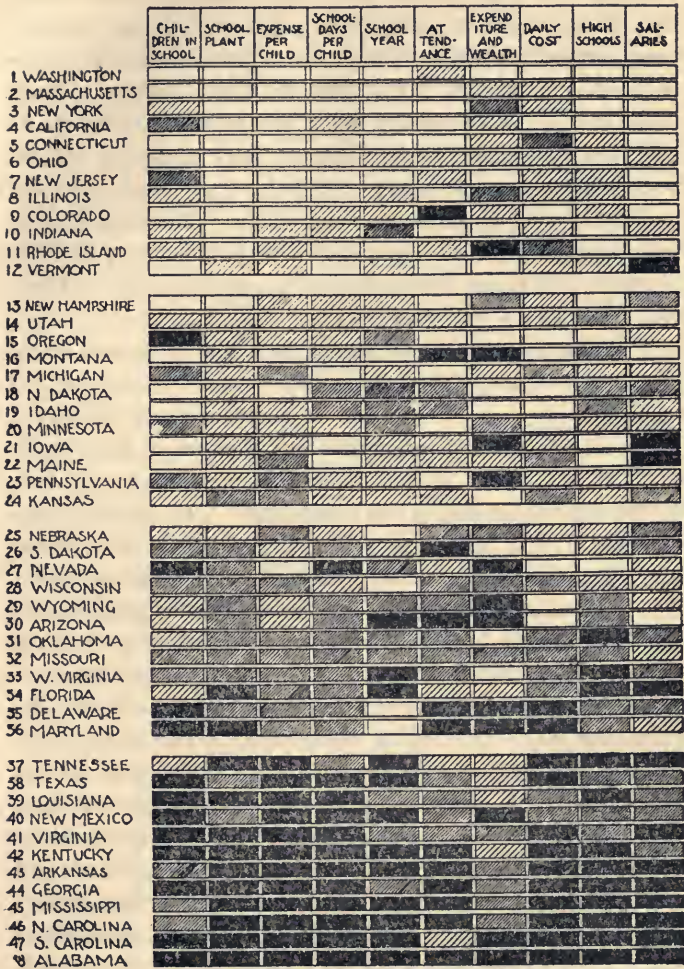 CHIL-
DREN IN
SCHOOL
SCHOOL
PLANT
EXPENSE
PER
CHILD
SCHOOL
DAYS
PER
CHILD
SCHOOL
YEAR
AT
TEND-
ANCE
EXPEND
ITURE
AND
WEALTH
DAILY
COST
HIGH
SCHOOLS
SAL-
ARIES
1 WASHINGTON
2 MASSACHUSETTS
3 NEW YORK
4 CALIFORNIA
5 CONNECTICUT
6 OHIO
7 NEW JERSEY
8 ILLINOIS
9 COLORADO
10 INDIANA
11 RHODE ISLAND
12 VERMONT
13 NEW HAMPSHIRE
14 UTAH
15 OREGON
16 MONTANA
17 MICHIGAN
18 N DAKOTA
19 IDAHO
20 MINNESOTA
21 IOWA
22 MAINE
23 PENNSYLVANIA
24 KANSAS
25 NEBRASKA
26 S. DAKOTA
27 NEVADA
28 WISCONSIN
29 WYOMING
30 ARIZONA
31 OKLAHOMA
32 MISSOURI
33 W. VIRGINIA
34 FLORIDA
35 DELAWARE
36 MARYLAND
37 TENNESSEE
38 TEXAS
39 LOUISIANA
40 NEW MEXICO
41 VIRGINIA
42 KENTUCKY
43 ARKANSAS
44 GEORGIA
45 MISSISSIPPI
46 N. CAROLINA
47 S. CAROLINA
48 ALABAMA